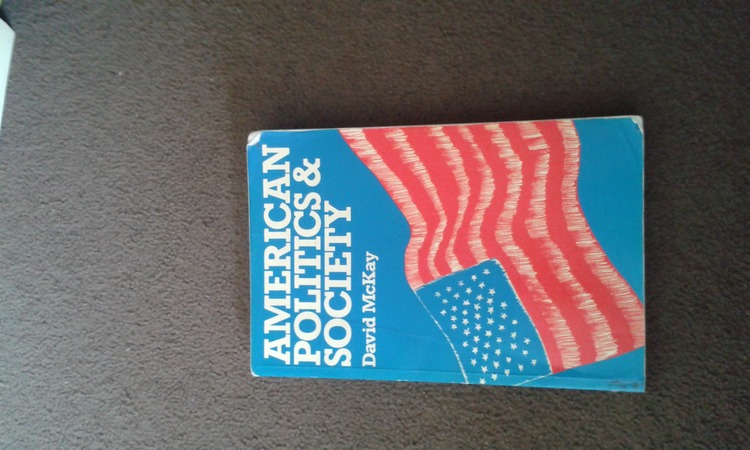 AMERICAN
POLITICS &
SOCIETY
David McKay